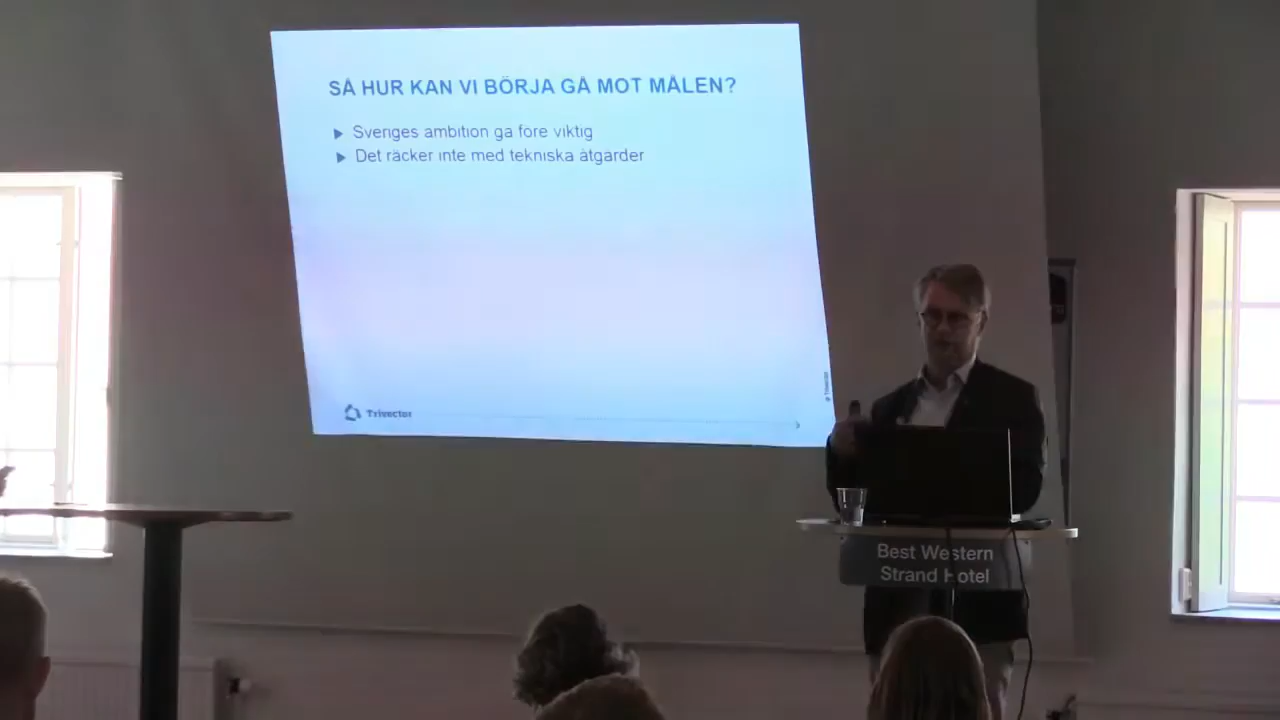 SÅ HUR KAN VI BÖRJA GÅ MOT MÅLEN?
Sveriges ambition gå före viktig
Det räcker inte med tekniska åtgärder
Trivector
Best Western
Strand Hotel